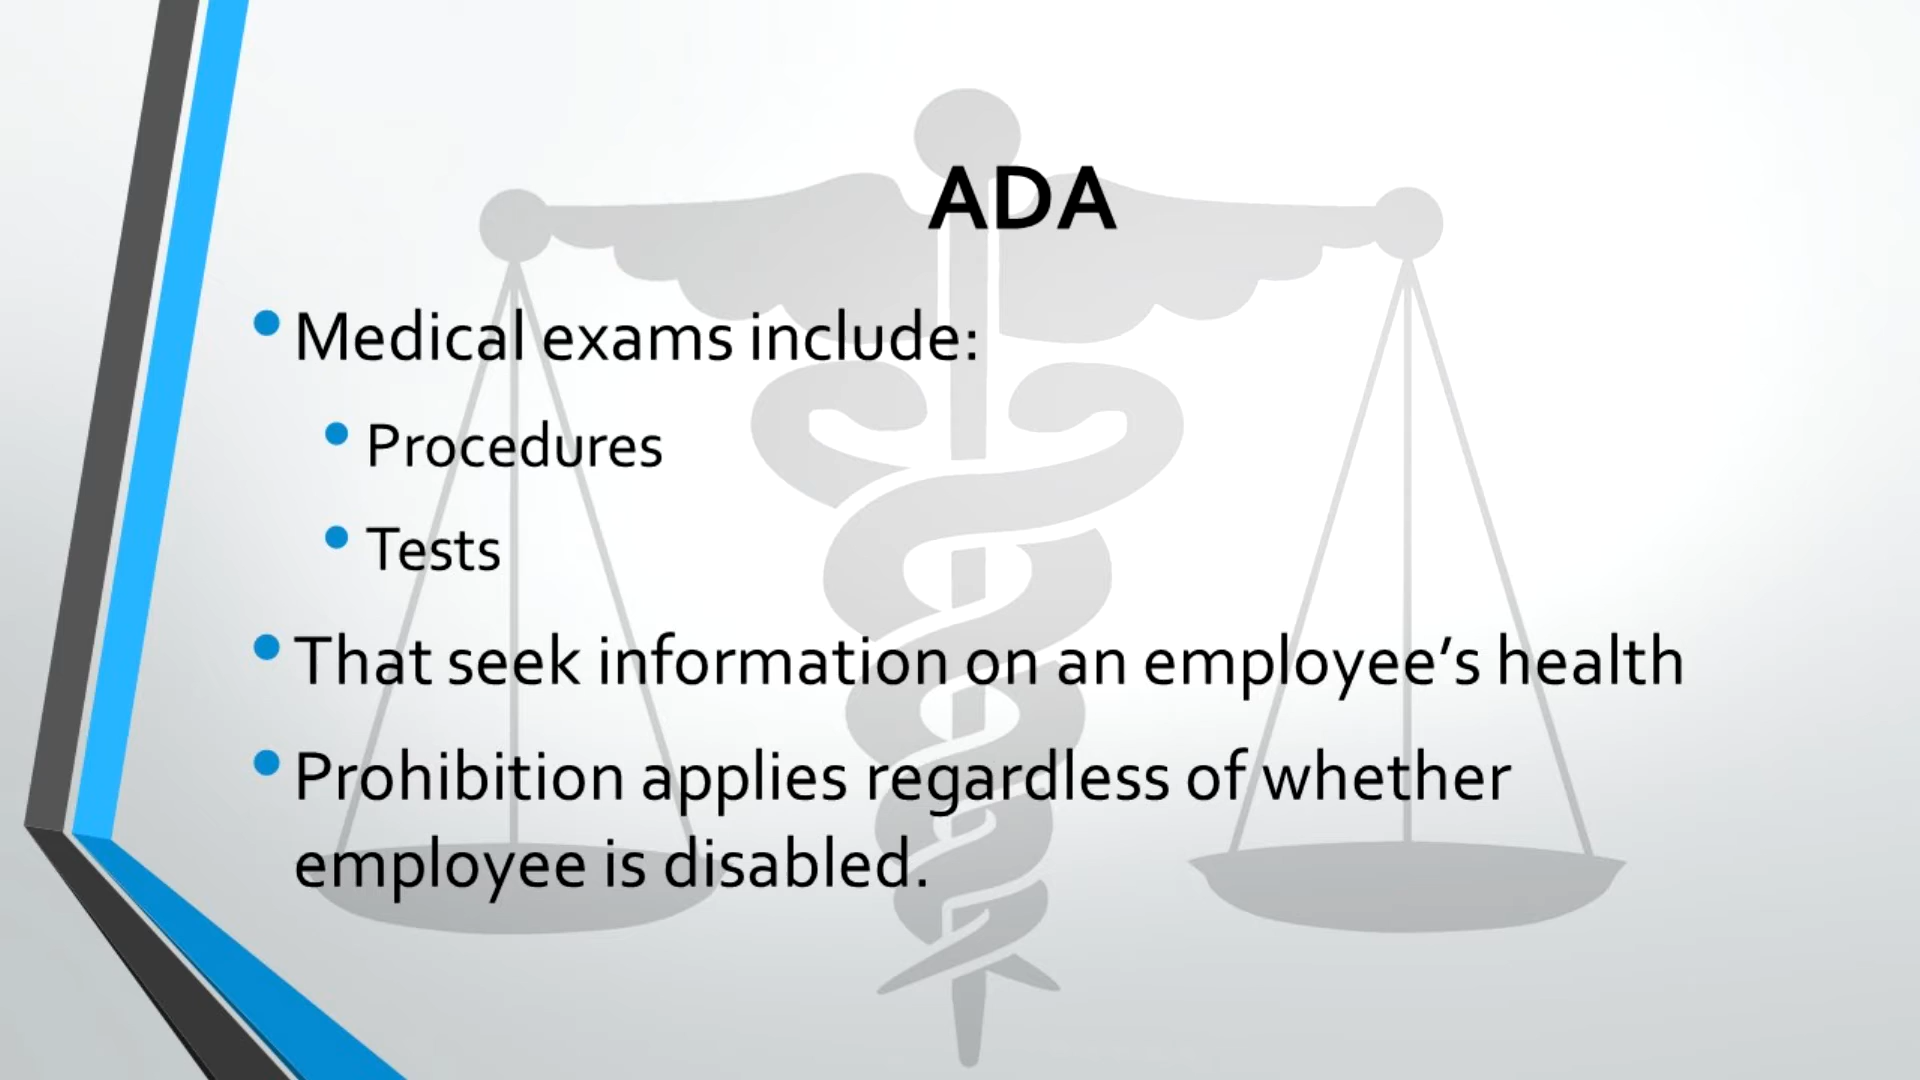 ADA
• Medical exams include:
• Procedures
• Tests
• That seek information on an employee’s health
• Prohibition applies regardless of whether
employee is disabled.